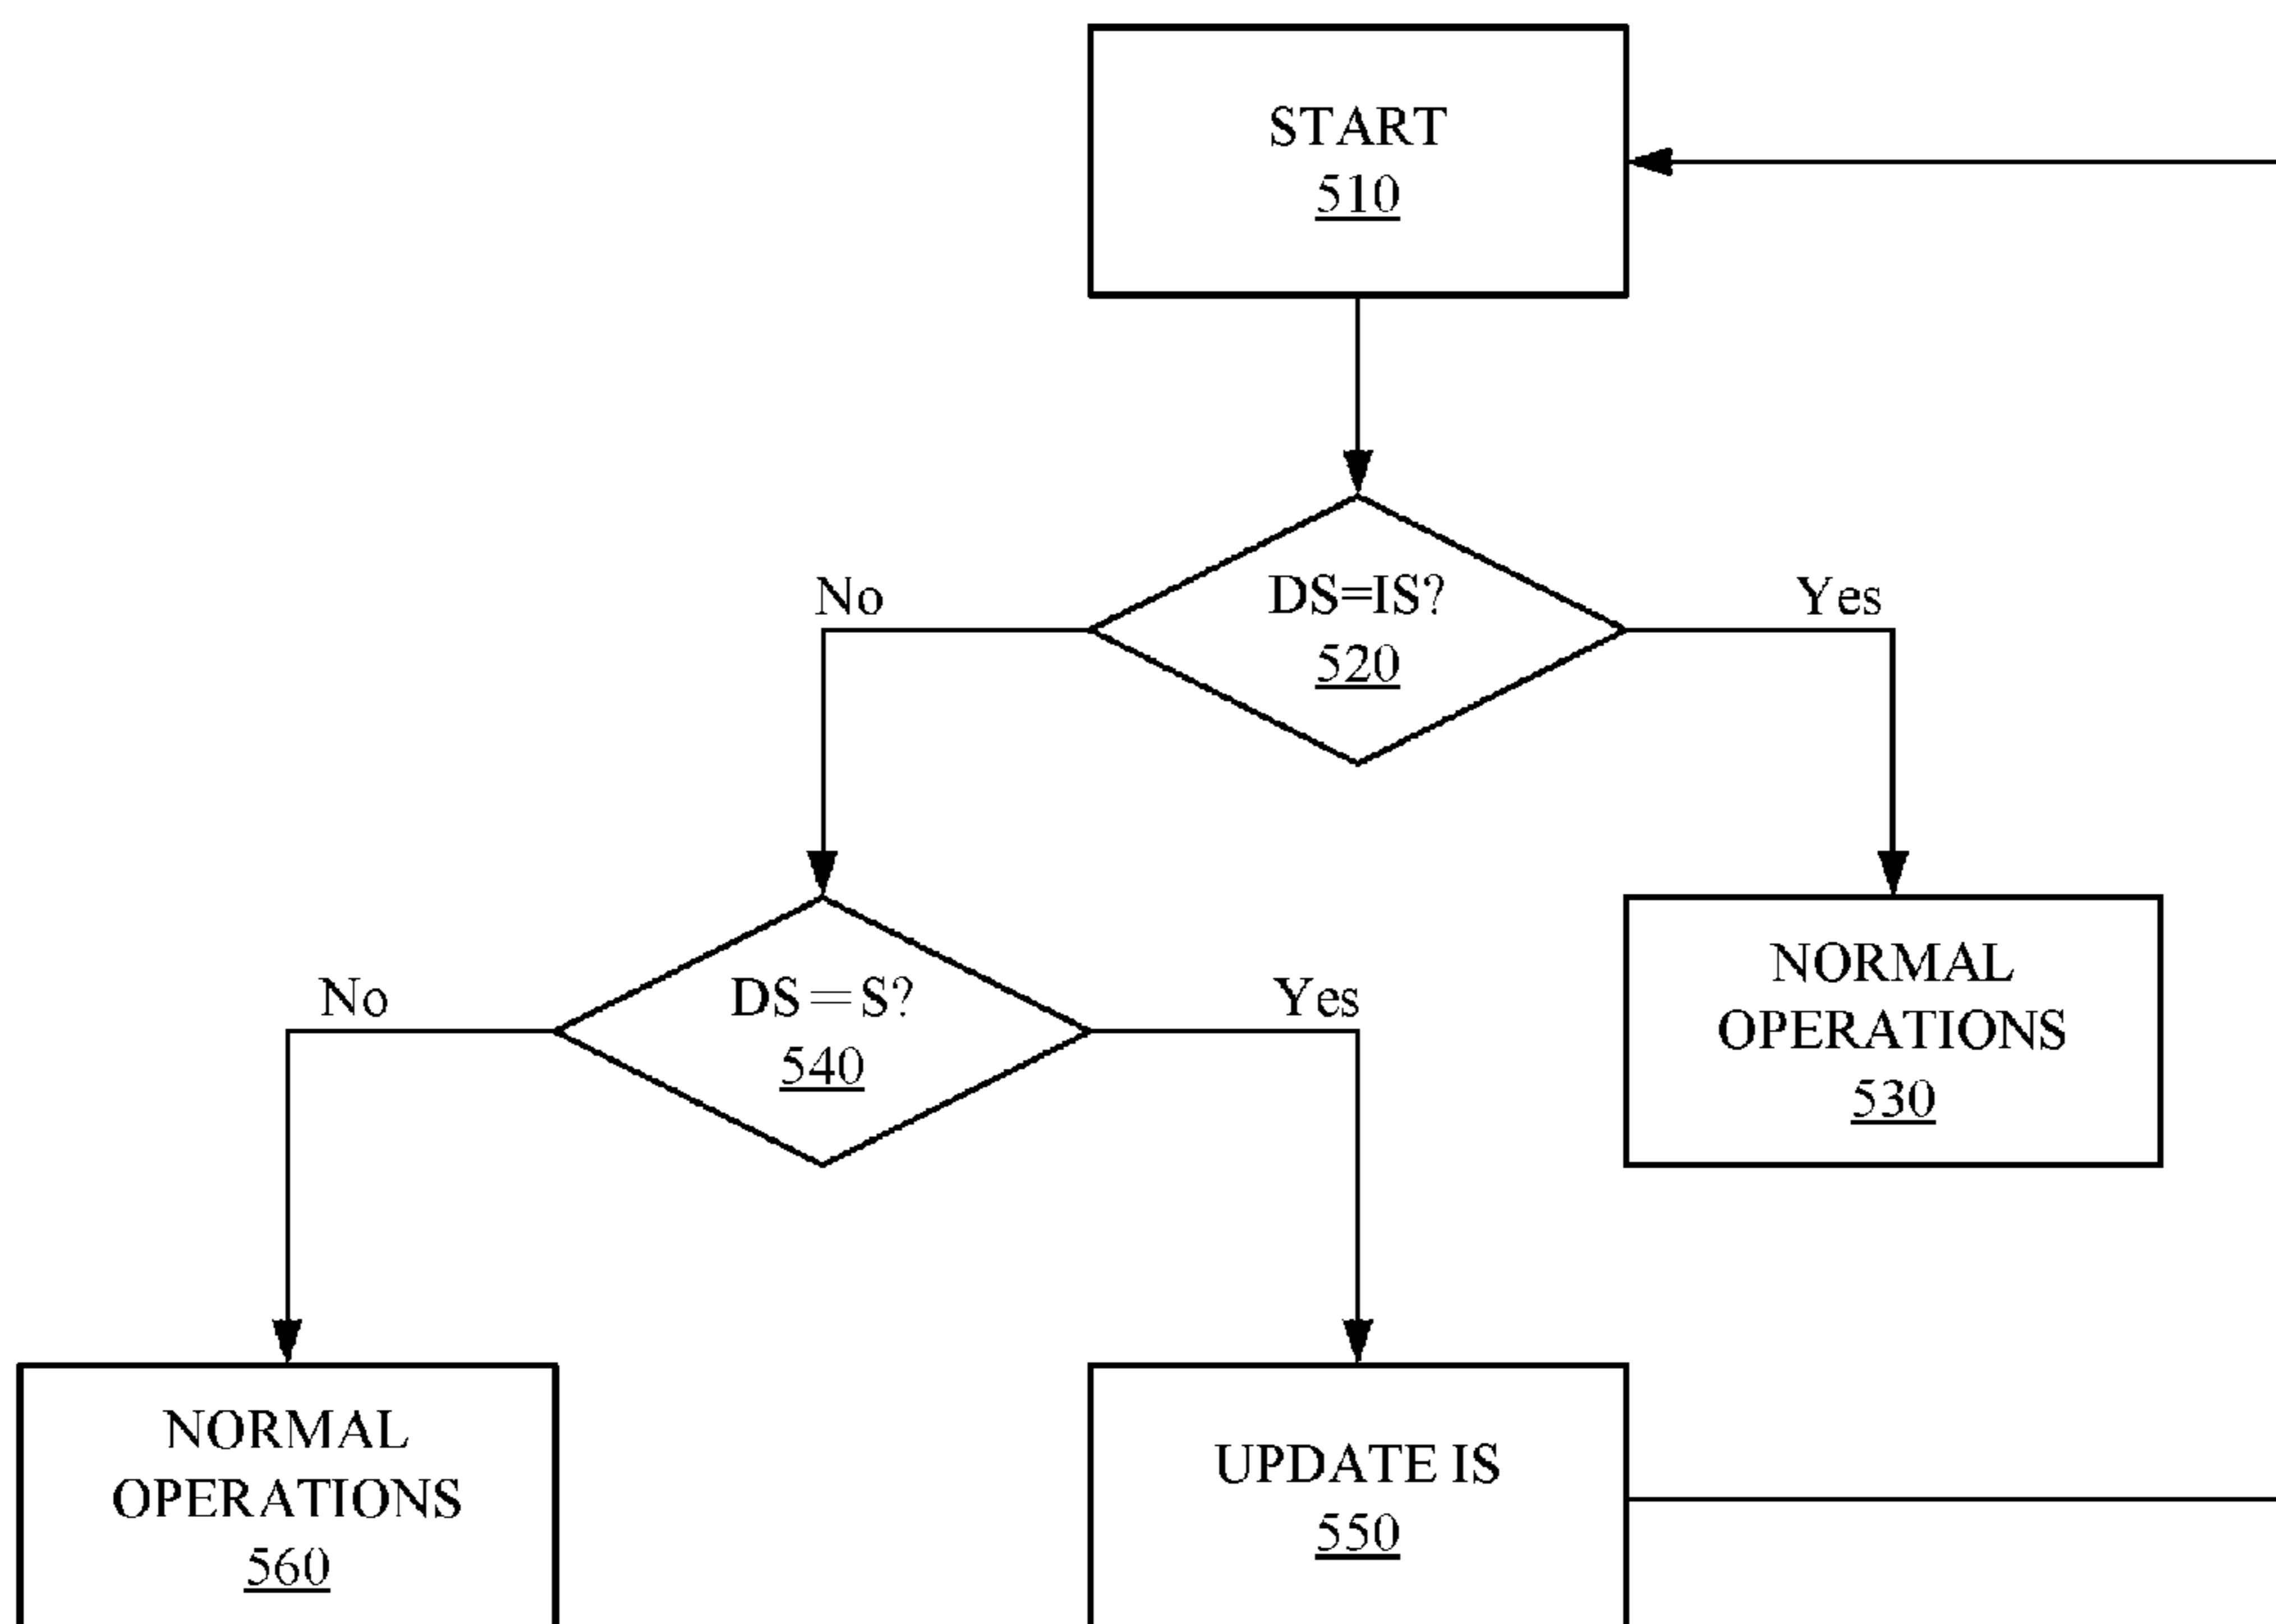 START
510
No
DS=IS?
520
Yes
No
DS=S?
540
Yes
NORMAL
OPERATIONS
530
NORMAL
OPERATIONS
560
UPDATE IS
550